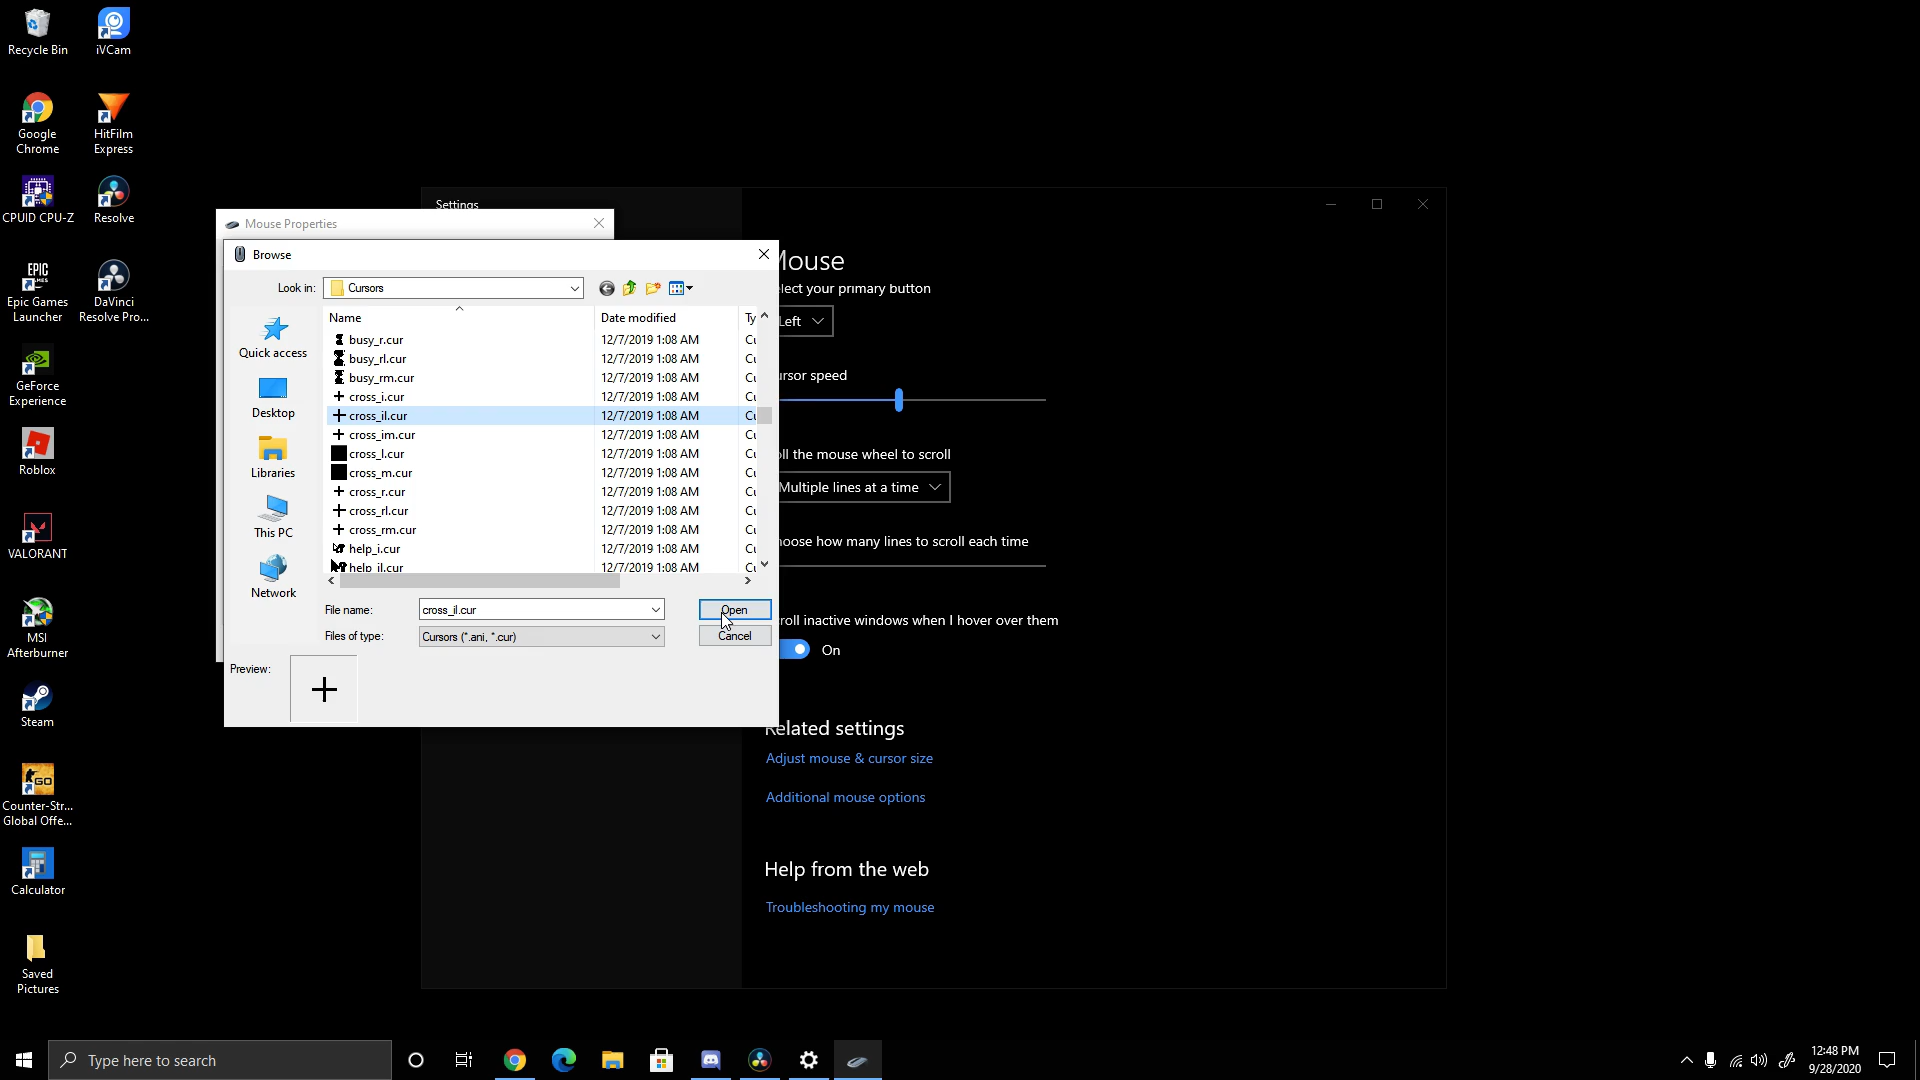 Recycle Bin
iVCam
Google
Chrome
HitFilm
Express
CPUID CPU-Z
Resolve
Epic Games
Launcher
DaVinci
Resolve Pro...
GeForce
Experience
Roblox
VALORANT
MSI
Afterburner
Steam
Counter-Str...
Global Offe...
Calculator
Saved
Pictures
Settings
Mouse Properties
Browse
Look in:
Cursors
Name
Date modified
Ty
busy_r.cur 12/7/2019 1:08 AM Cu
busy_rl.cur 12/7/2019 1:08 AM Cu
busy_rm.cur 12/7/2019 1:08 AM Cu
cross_i.cur 12/7/2019 1:08 AM Cu
cross_il.cur 12/7/2019 1:08 AM Cu
cross_im.cur 12/7/2019 1:08 AM Cu
cross_l.cur 12/7/2019 1:08 AM Cu
cross_m.cur 12/7/2019 1:08 AM Cu
cross_r.cur 12/7/2019 1:08 AM Cu
cross_rl.cur 12/7/2019 1:08 AM Cu
cross_rm.cur 12/7/2019 1:08 AM Cu
help_i.cur 12/7/2019 1:08 AM Cu
help_il.cur 12/7/2019 1:08 AM Cu
Quick access
Desktop
Libraries
This PC
Network
File name:
cross_il.cur
Open
Files of type:
Cursors (*.ani, *.cur)
Cancel
Preview:
Mouse
lect your primary button
Left
ursor speed
ll the mouse wheel to scroll
Multiple lines at a time
hoose how many lines to scroll each time
roll inactive windows when I hover over them
On
Related settings
Adjust mouse & cursor size
Additional mouse options
Help from the web
Troubleshooting my mouse
Type here to search
12:48 PM
9/28/2020